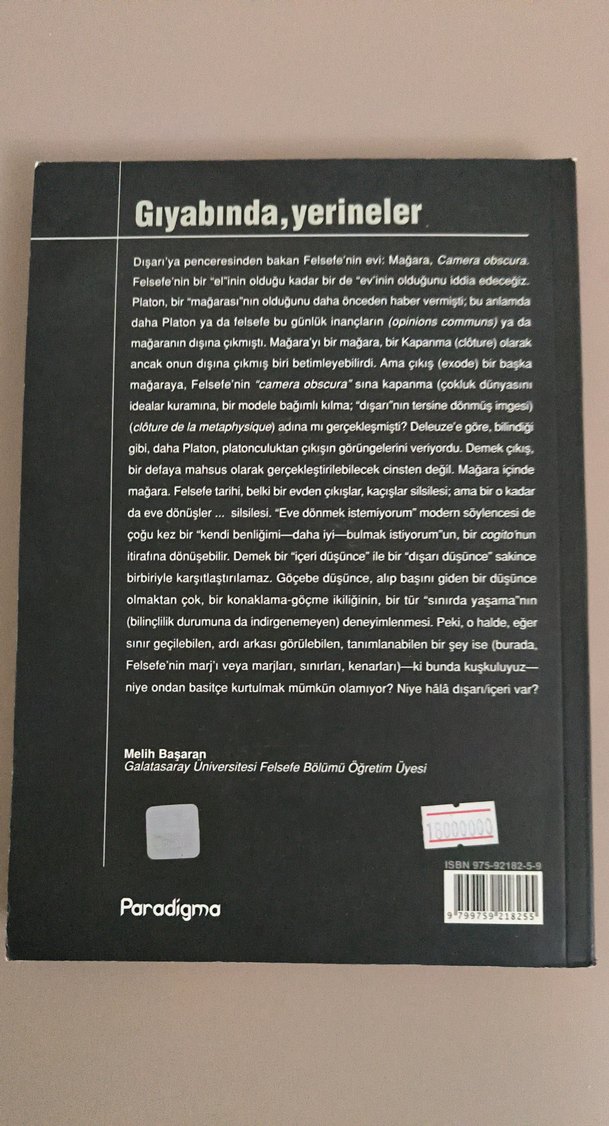 Gıyabında, yerineler
Dışarı'ya penceresinden bakan Felsefe'nin evi: Mağara, Camera obscura.
Felsefe'nin bir "el"inin olduğu kadar bir de "ev'inin olduğunu iddia edeceğiz.
Platon, bir "mağarası"nın olduğunu daha önceden haber vermişti; bu anlamda
daha Platon ya da felsefe bu günlük inançların (opinions communs) ya da
mağaranın dışına çıkmıştı. Mağara'yı bir mağara, bir Kapanma (clôture) olarak
ancak onun dışına çıkmış biri betimleyebilirdi. Ama çıkış (exode) bir başka
mağaraya, Felsefe'nin "camera obscura" sına kapanma (çokluk dünyasını
idealar kuramına, bir modele bağımlı kılma; "dışarı"nın tersine dönmüş imgesi)
(clôture de la metaphysique) adına mı gerçekleşmişti? Deleuze'e göre, bilindiği
gibi, daha Platon, platonculuktan çıkışın görüngelerini veriyordu. Demek çıkış,
bir defaya mahsus olarak gerçekleştirilebilecek cinsten değil. Mağara içinde
mağara. Felsefe tarihi, belki bir evden çıkışlar, kaçışlar silsilesi; ama bir o kadar
da eve dönüşler ... silsilesi. "Eve dönmek istemiyorum" modern söylencesi de
çoğu kez bir "kendi benliğimi—daha iyi—bulmak istiyorum"un, bir cogito'nun
itirafına dönüşebilir. Demek bir "içeri düşünce" ile bir "dışarı düşünce" sakince
birbiriyle karşıtlaştırılamaz. Göçebe düşünce, alıp başını giden bir düşünce
olmaktan çok, bir konaklama-göçme ikiliğinin, bir tür "sınırda yaşama"nın
(bilinçlilik durumuna da indirgenemeyen) deneyimlenmesi. Peki, o halde, eğer
sınır geçilebilen, ardı arkası görülebilen, tanımlanabilen bir şey ise (burada,
Felsefe'nin marj'ı veya marjları, sınırları, kenarları)—ki bunda kuşkuluyuz—
niye ondan basitçe kurtulmak mümkün olamıyor? Niye hâlâ dışarı/içeri var?
Melih Başaran
Galatasaray Üniversitesi Felsefe Bölümü Öğretim Üyesi
18000000
ISBN 975-92182-5-9
9 799759 218255
Paradigma